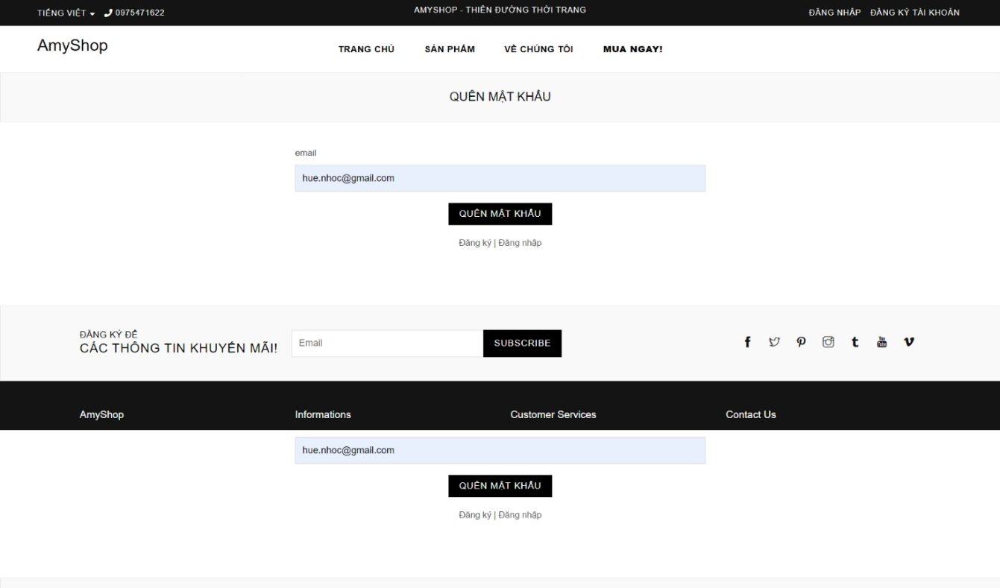 TIẾNG VIỆT 0975471622
AMYSHOP - THIÊN ĐƯỜNG THỜI TRANG
ĐĂNG NHẬP ĐĂNG KÝ TÀI KHOẢN
AmyShop
TRANG CHỦ SẢN PHẨM VỀ CHÚNG TÔI MUA NGAY!
QUÊN MẬT KHẨU
email
hue.nhoc@gmail.com
QUÊN MẬT KHẨU
Đăng ký | Đăng nhập
ĐĂNG KÝ ĐỂ
CÁC THÔNG TIN KHUYẾN MÃI!
Email
SUBSCRIBE
AmyShop Informations Customer Services Contact Us
hue.nhoc@gmail.com
QUÊN MẬT KHẨU
Đăng ký | Đăng nhập